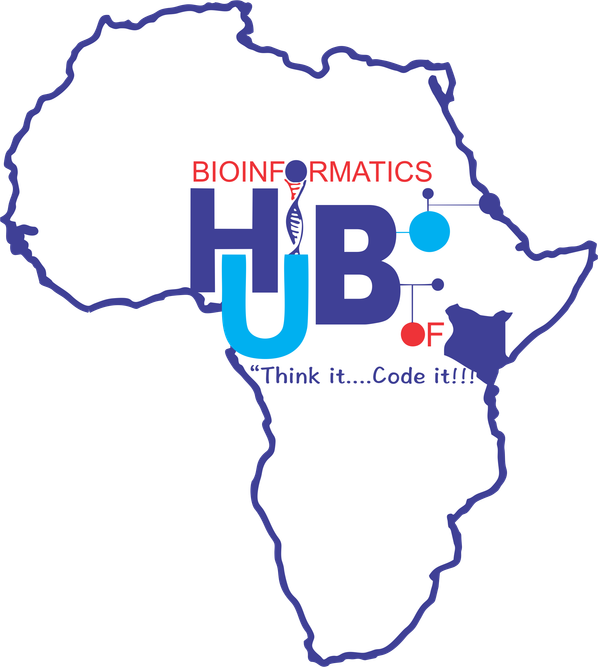 BIOINFORMATICS
HUB
OF
“Think it....Code it!!!